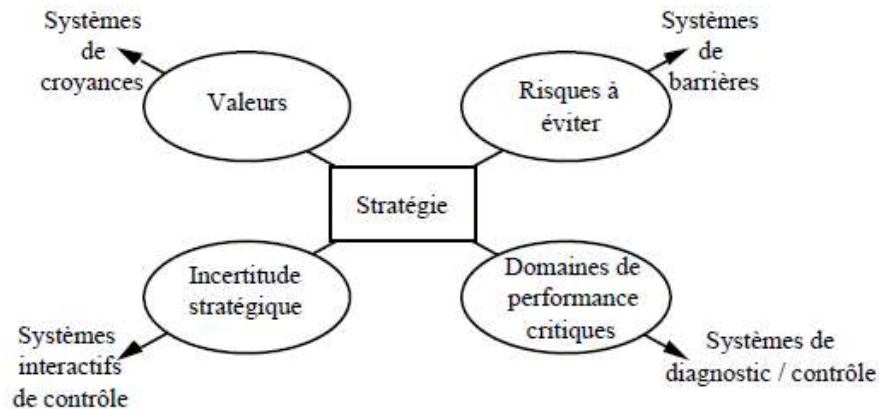 Systèmes
de
croyances
Valeurs
Risques à
éviter
Systèmes
de
barrières
Stratégie
Incertitude
stratégique
Domaines de
performance
critiques
Systèmes
interactifs
de contrôle
Systèmes de
diagnostic / contrôle